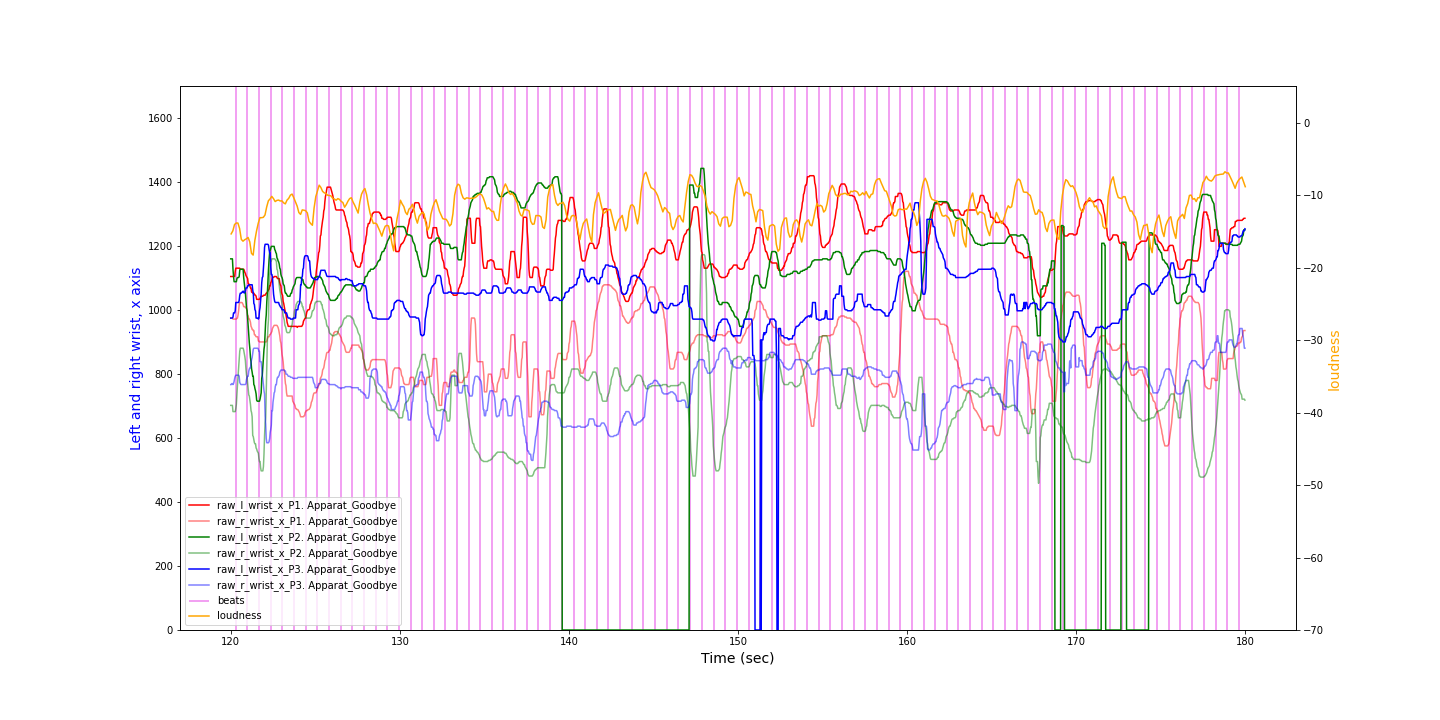 1600
1400
1200
1000
800
600
400
200
0
Left and right wrist, x axis
0
−10
−20
−30
−40
−50
−60
−70
loudness
raw_l_wrist_x_P1. Apparat_Goodbye
raw_r_wrist_x_P1. Apparat_Goodbye
raw_l_wrist_x_P2. Apparat_Goodbye
raw_r_wrist_x_P2. Apparat_Goodbye
raw_l_wrist_x_P3. Apparat_Goodbye
raw_r_wrist_x_P3. Apparat_Goodbye
beats
loudness
120 130 140 150 160 170 180
Time (sec)